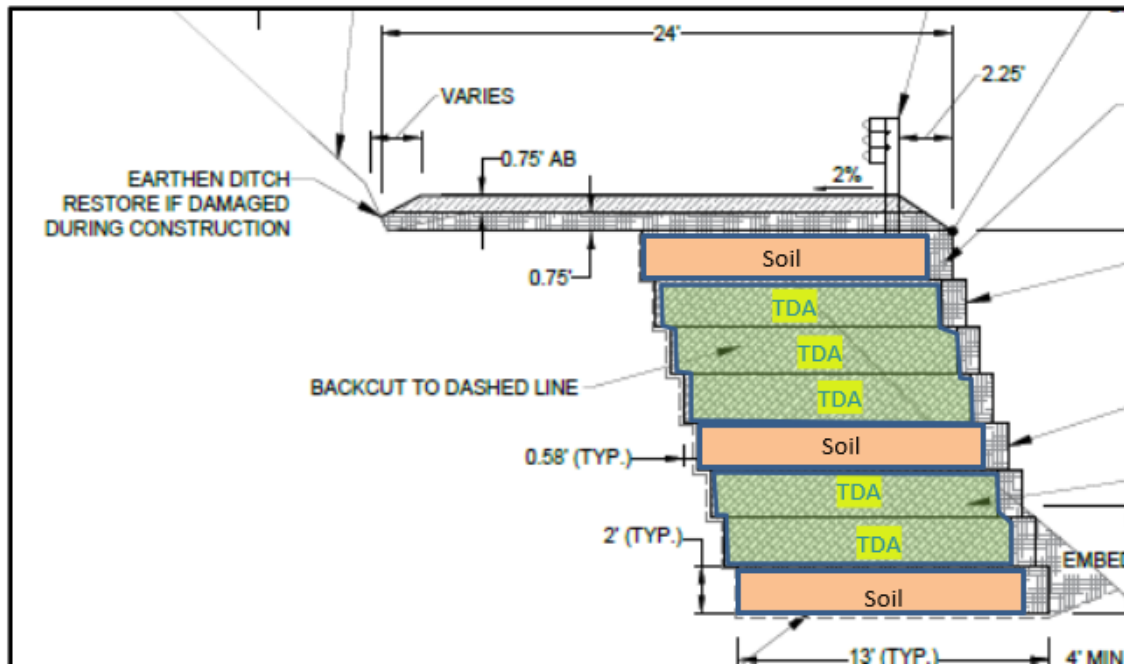 24'
2.25'
VARIES
0.75' AB
2%
EARTHEN DITCH
RESTORE IF DAMAGED
DURING CONSTRUCTION
Soil
0.75'
TDA
TDA
BACKCUT TO DASHED LINE
TDA
Soil
0.58' (TYP.)
TDA
2' (TYP.)
TDA
EMBED
Soil
13' (TYP.)
4' MIN